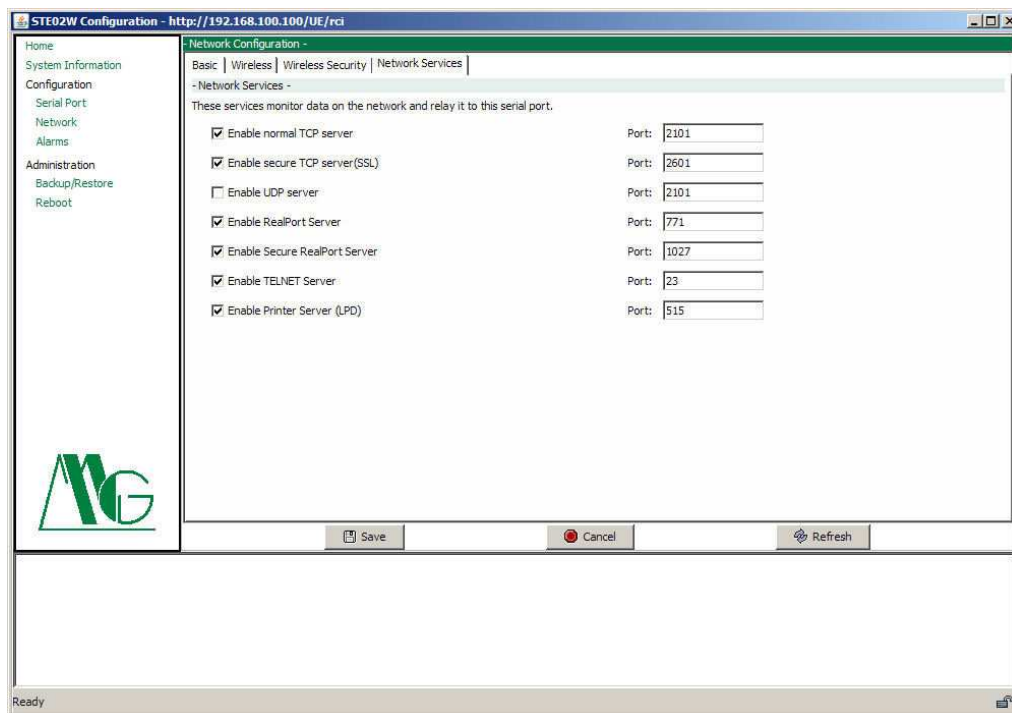 STE02W Configuration - http://192.168.100.100/UE/rci
Home
System Information
Configuration
Serial Port
Network
Alarms
Administration
Backup/Restore
Reboot
MG
- Network Configuration -
Basic | Wireless | Wireless Security | Network Services |
- Network Services -
These services monitor data on the network and relay it to this serial port.
Enable normal TCP server Port: 2101
Enable secure TCP server(SSL) Port: 2601
Enable UDP server Port: 2101
Enable RealPort Server Port: 771
Enable Secure RealPort Server Port: 1027
Enable TELNET Server Port: 23
Enable Printer Server (LPD) Port: 515
Save Cancel Refresh
Ready